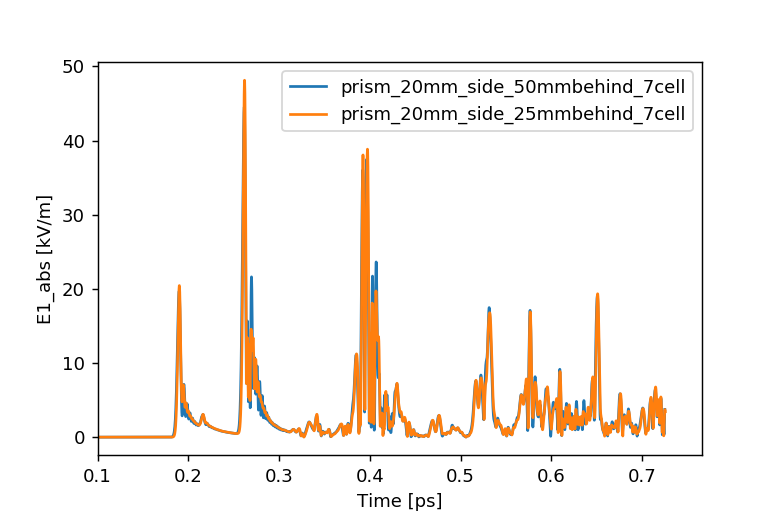 50
40
30
20
10
0
E1_abs [kV/m]
prism_20mm_side_50mmbehind_7cell
prism_20mm_side_25mmbehind_7cell
0.1 0.2 0.3 0.4 0.5 0.6 0.7
Time [ps]